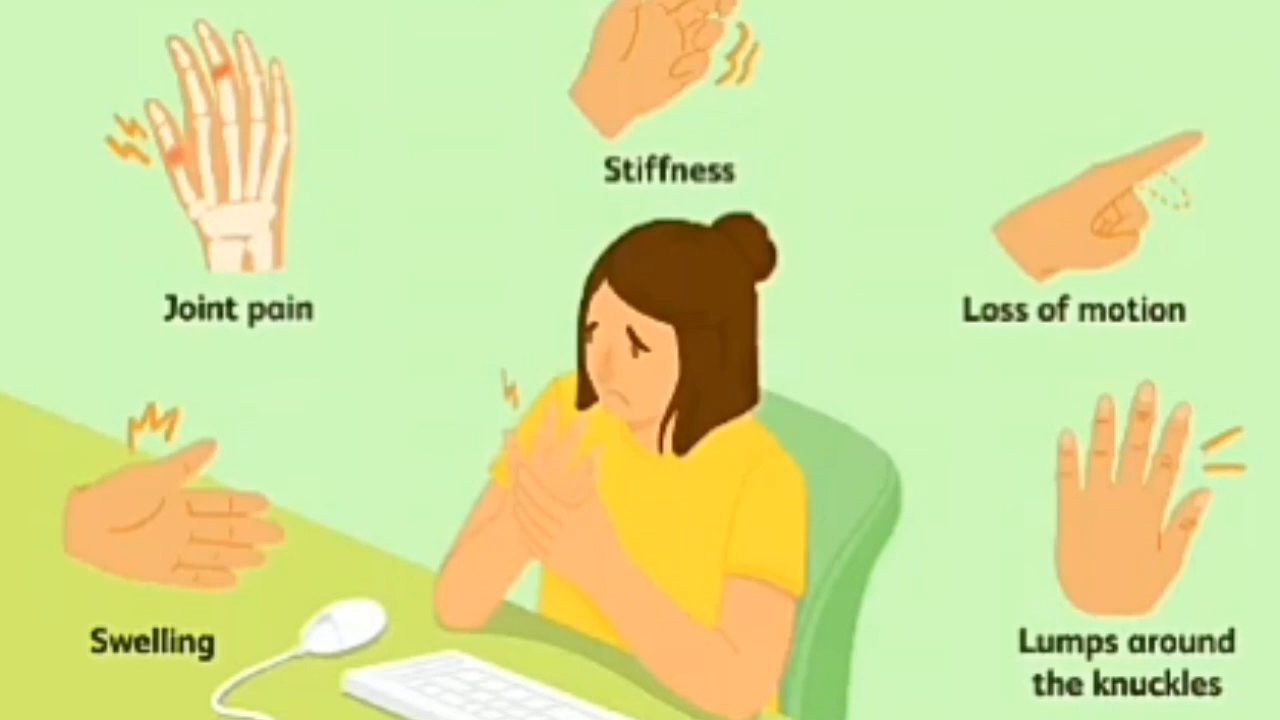 Stiffness
Joint pain
Loss of motion
Swelling
Lumps around
the knuckles